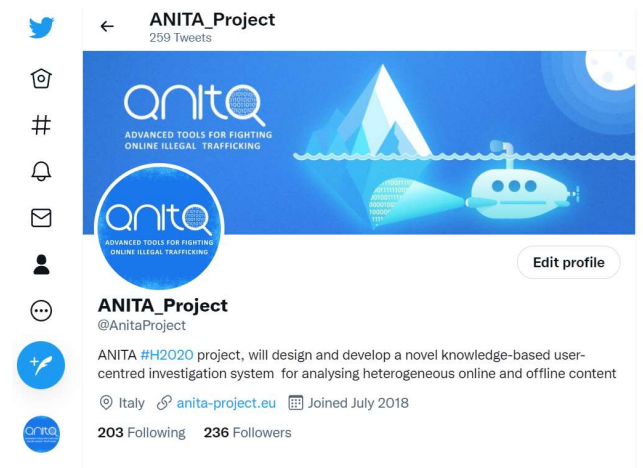 ANITA_Project
259 Tweets
anita
ADVANCED TOOLS FOR FIGHTING
ONLINE ILLEGAL TRAFFICKING
anita
ADVANCED TOOLS FOR FIGHTING
ONLINE ILLEGAL TRAFFICKING
Edit profile
ANITA_Project
@AnitaProject
ANITA #H2020 project, will design and develop a novel knowledge-based user-
centred investigation system for analysing heterogeneous online and offline content
Italy anita-project.eu Joined July 2018
203 Following 236 Followers
anita